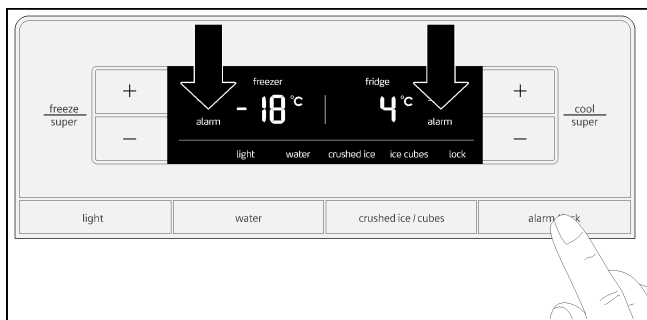 freezer
fridge
- 18 °C
4 °C
alarm
alarm
light water crushed ice ice cubes lock
freeze
super
+
−
+
−
cool
super
light
water
crushed ice / cubes
alarm